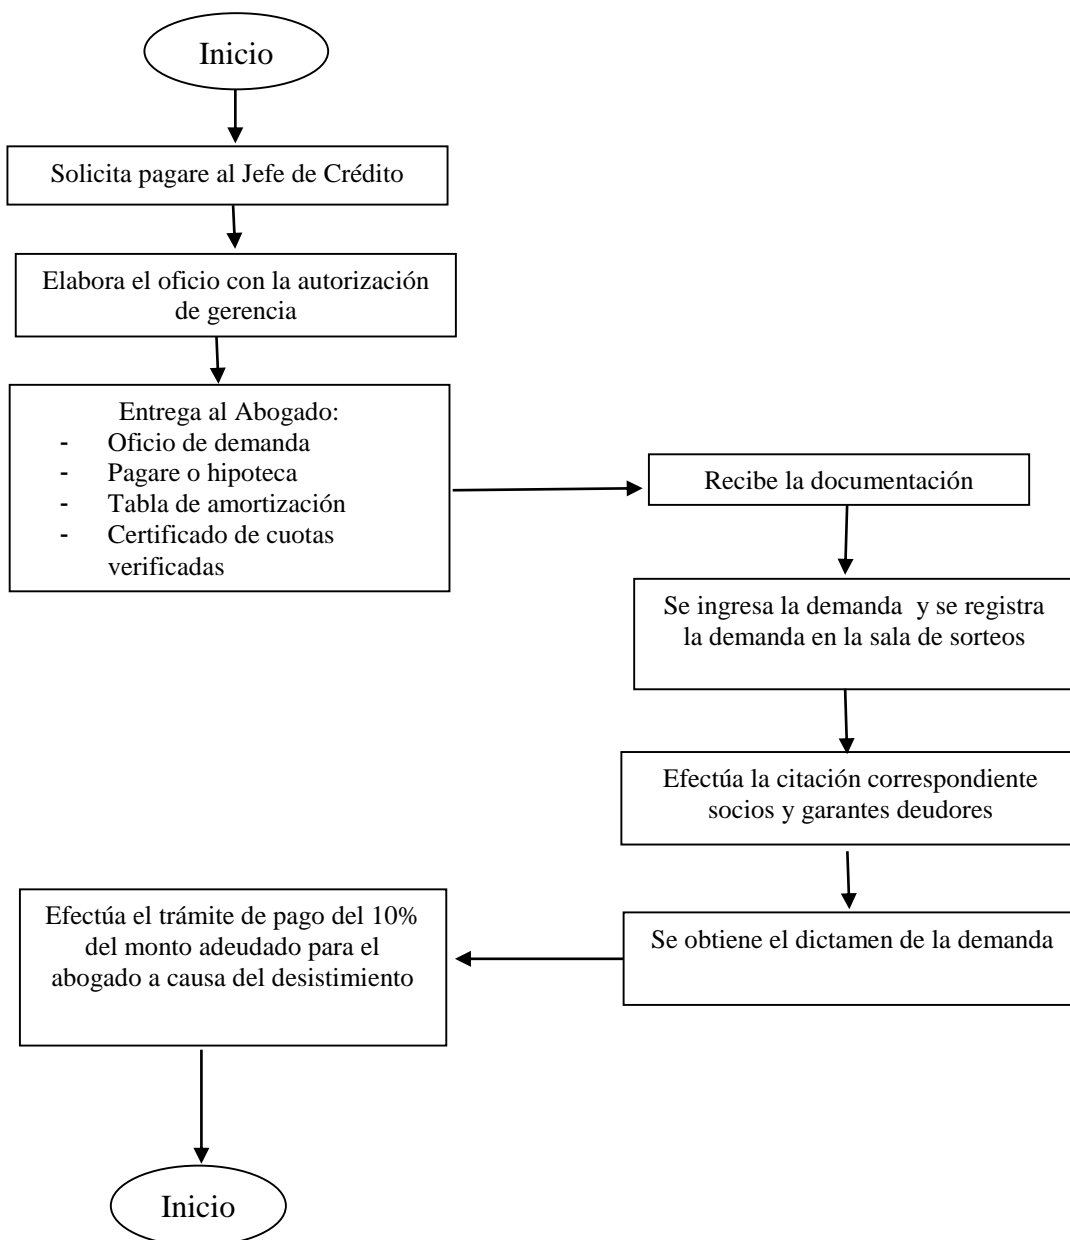 Inicio
Solicita pagare al Jefe de Crédito
Elabora el oficio con la autorización
de gerencia
Entrega al Abogado:
- Oficio de demanda
- Pagare o hipoteca
- Tabla de amortización
- Certificado de cuotas
verificadas
Recibe la documentación
Se ingresa la demanda  y se registra
la demanda en la sala de sorteos
Efectúa la citación correspondiente
socios y garantes deudores
Se obtiene el dictamen de la demanda
Efectúa el trámite de pago del 10%
del monto adeudado para el
abogado a causa del desistimiento
Inicio